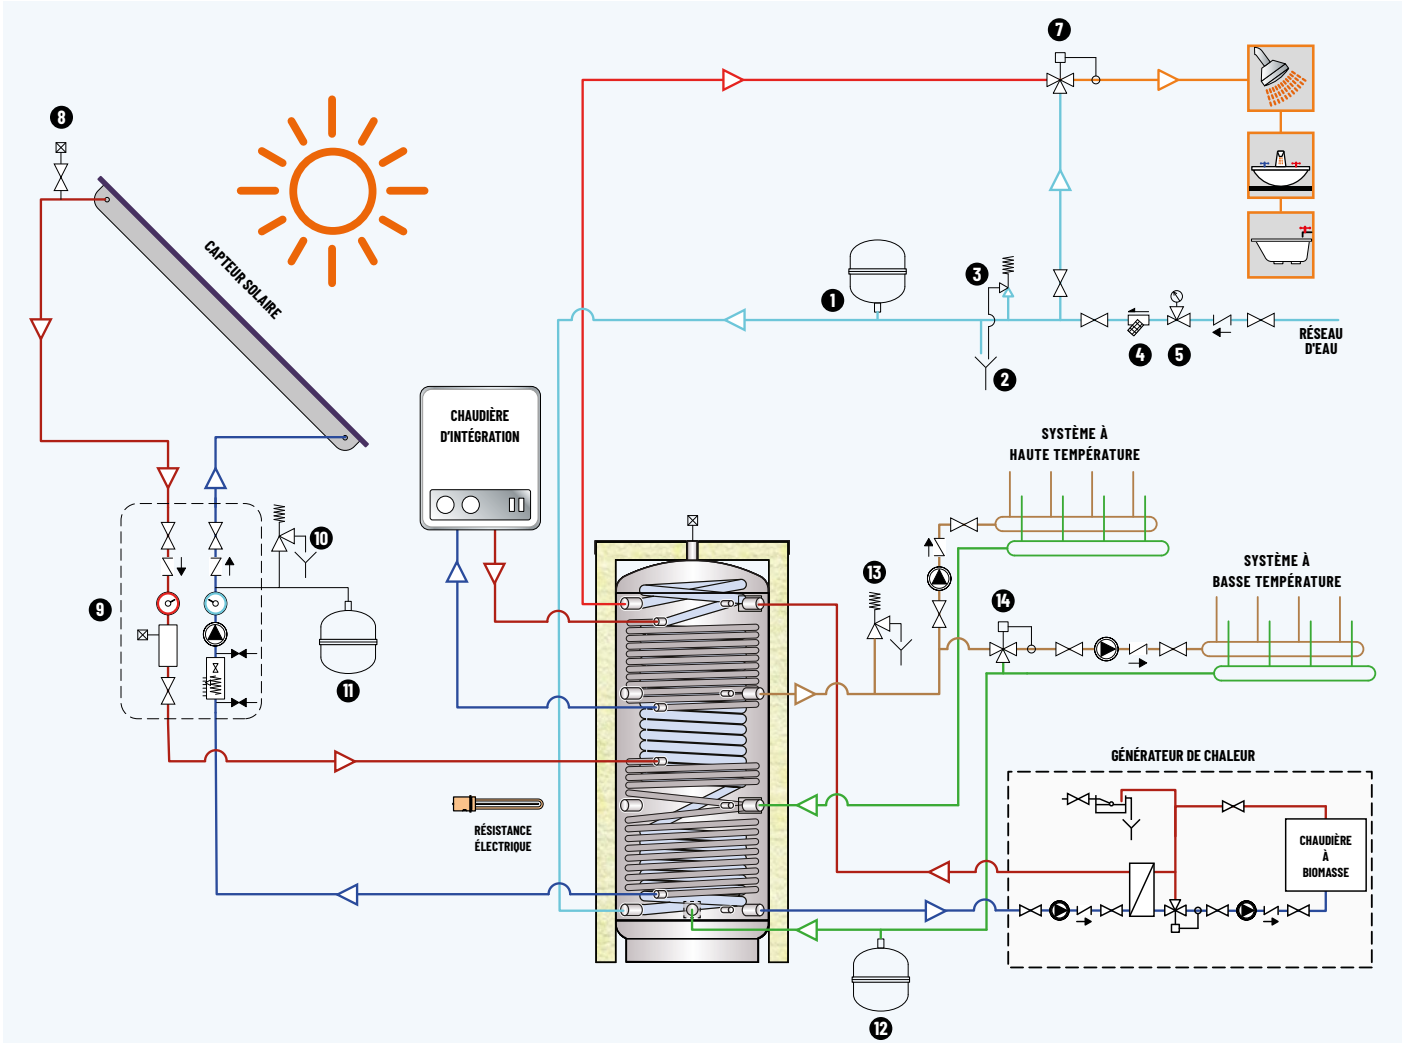 7
8
CAPTEUR SOLAIRE
1
3
4
5
2
RÉSEAU
D'EAU
CHAUDIÈRE
D'INTÉGRATION
SYSTÈME À
HAUTE TEMPÉRATURE
10
9
11
13
14
SYSTÈME À
BASSE TEMPÉRATURE
RÉSISTANCE
ÉLECTRIQUE
GÉNÉRATEUR DE CHALEUR
CHAUDIÈRE
À
BIOMASSE
12